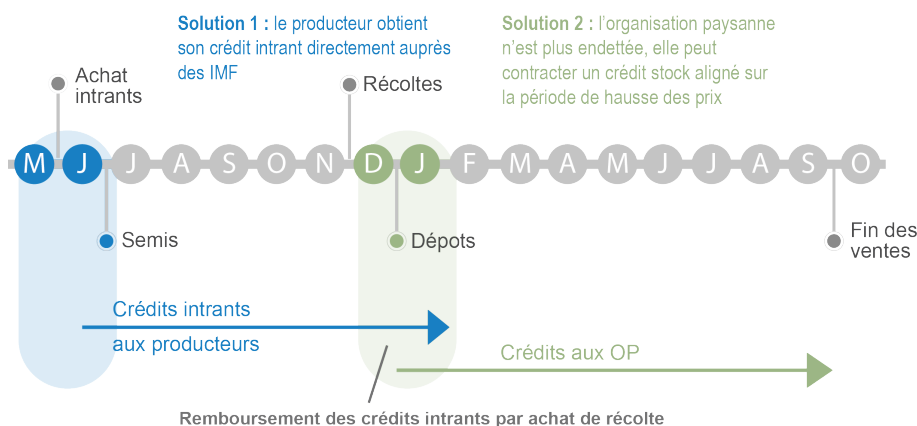 Solution 1 : le producteur obtient
son crédit intrant directement auprès
des IMF
Solution 2 : l'organisation paysanne
n'est plus endettée, elle peut
contracter un crédit stock aligné sur
la période de hausse des prix
Achat
intrants
Récoltes
M J J A S O N D J F M A M J J A S O
Semis
Dépots
Fin des
ventes
Crédits intrants
aux producteurs
Crédits aux OP
Remboursement des crédits intrants par achat de récolte